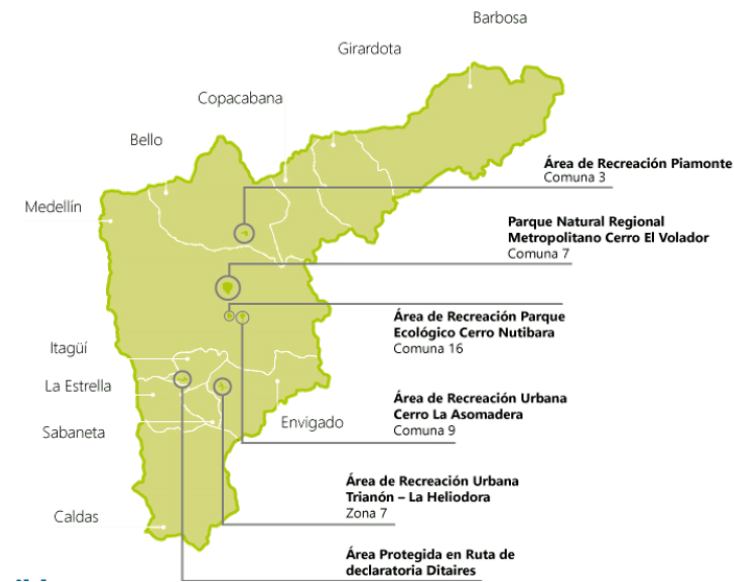 Barbosa
Girardota
Copacabana
Bello
Medellín
Itagüí
La Estrella
Sabaneta
Caldas
Envigado
Área de Recreación Piamonte
Comuna 3
Parque Natural Regional
Metropolitano Cerro El Volador
Comuna 7
Área de Recreación Parque
Ecológico Cerro Nutibara
Comuna 16
Área de Recreación Urbana
Cerro La Asomadera
Comuna 9
Área de Recreación Urbana
Trianón – La Heliodora
Zona 7
Área Protegida en Ruta de
declaratoria Ditaires